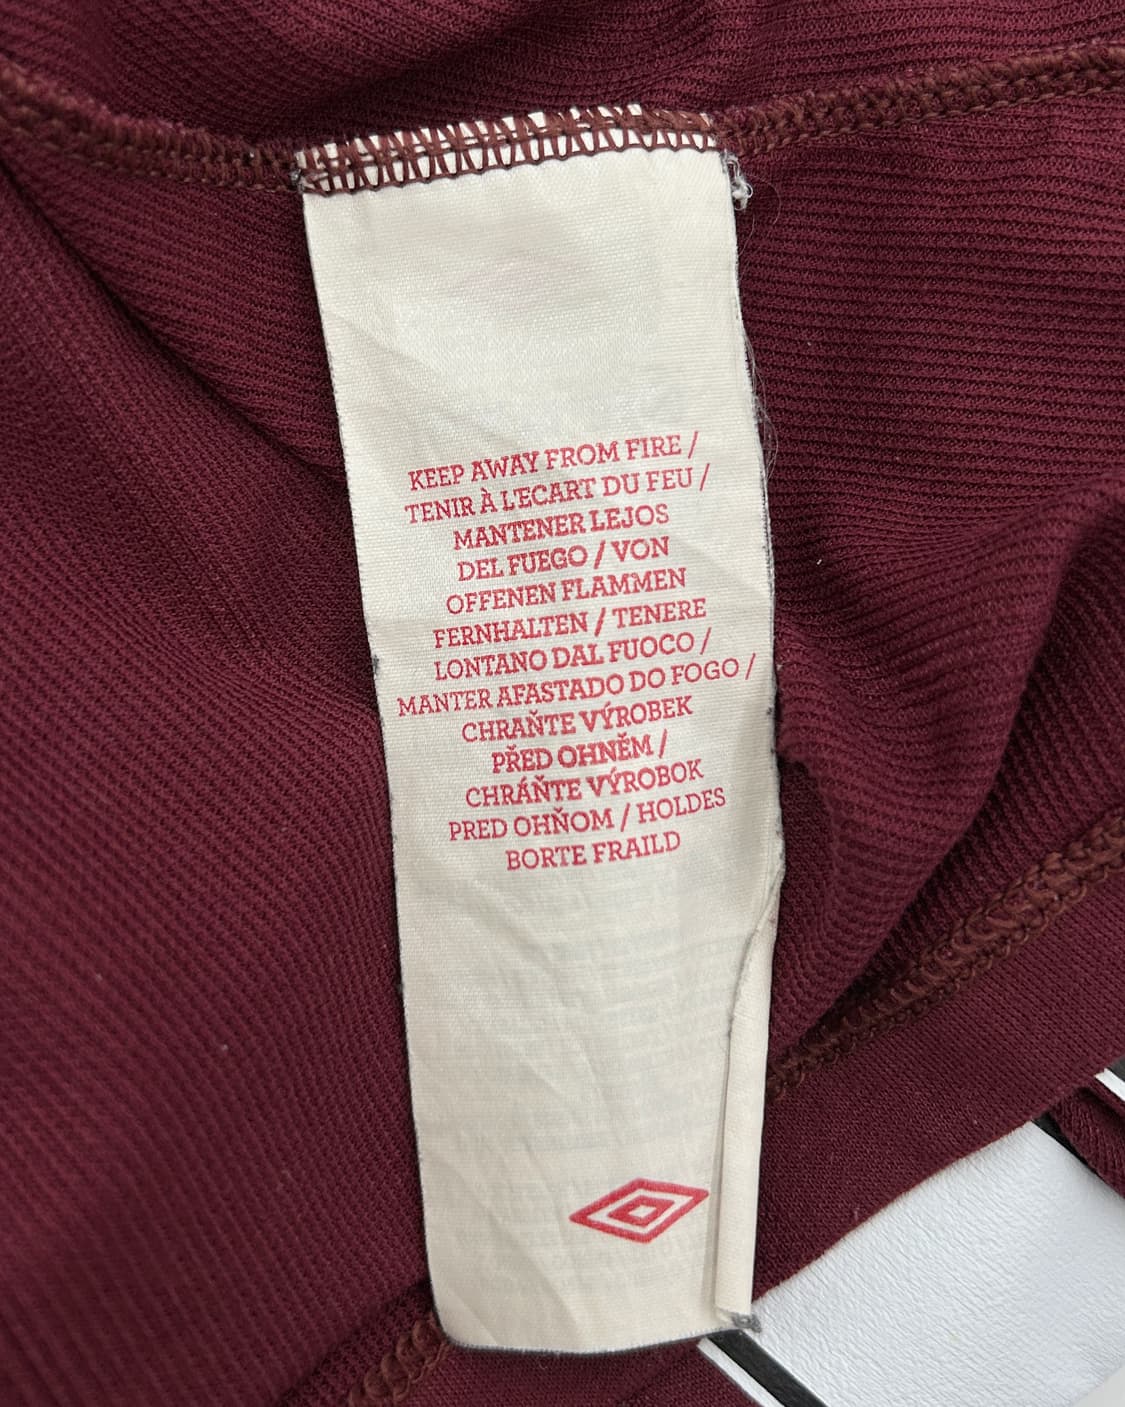 KEEP AWAY FROM FIRE /
TENIR À L'ECART DU FEU /
MANTENER LEJOS
DEL FUEGO / VON
OFFENEN FLAMMEN
FERNHALTEN / TENERE
LONTANO DAL FUOCO /
MANTER AFASTADO DO FOGO /
CHRAŇTE VÝROBEK
PŘED OHNĚM /
CHRÁŇTE VÝROBOK
PRED OHŇOM / HOLDES
BORTE FRAILD